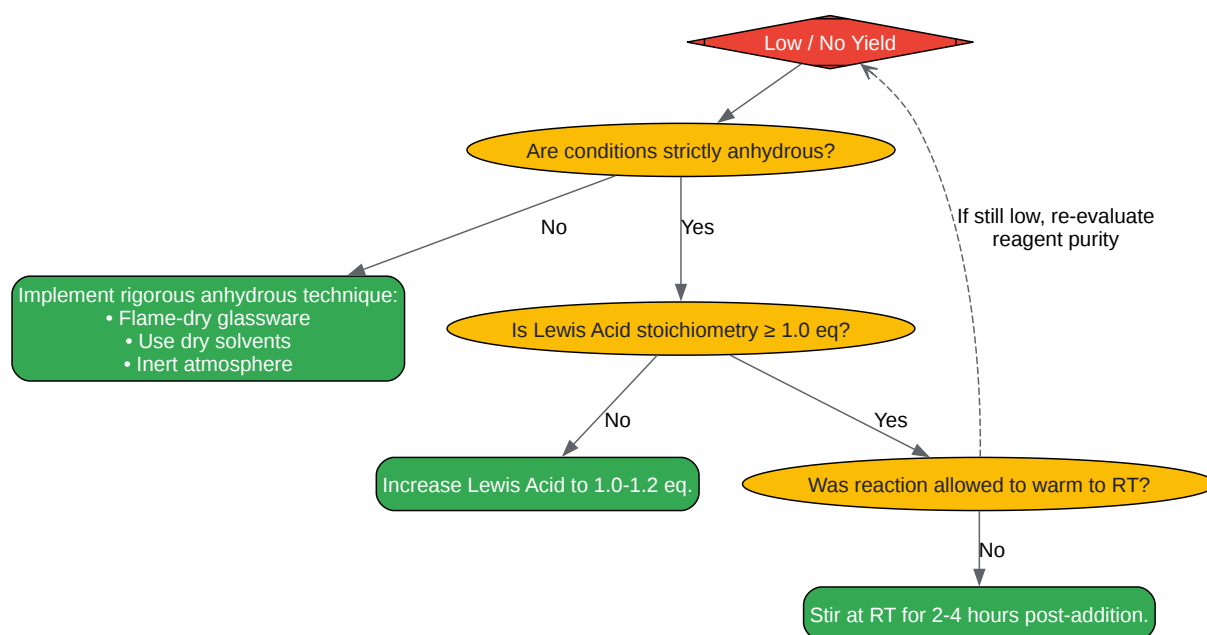 Low / No Yield
Are conditions strictly anhydrous?
No
Yes
If still low, re-evaluate
reagent purity
Implement rigorous anhydrous technique:
• Flame-dry glassware
• Use dry solvents
• Inert atmosphere
Is Lewis Acid stoichiometry ≥ 1.0 eq?
No
Yes
Increase Lewis Acid to 1.0-1.2 eq.
Was reaction allowed to warm to RT?
No
Stir at RT for 2-4 hours post-addition.